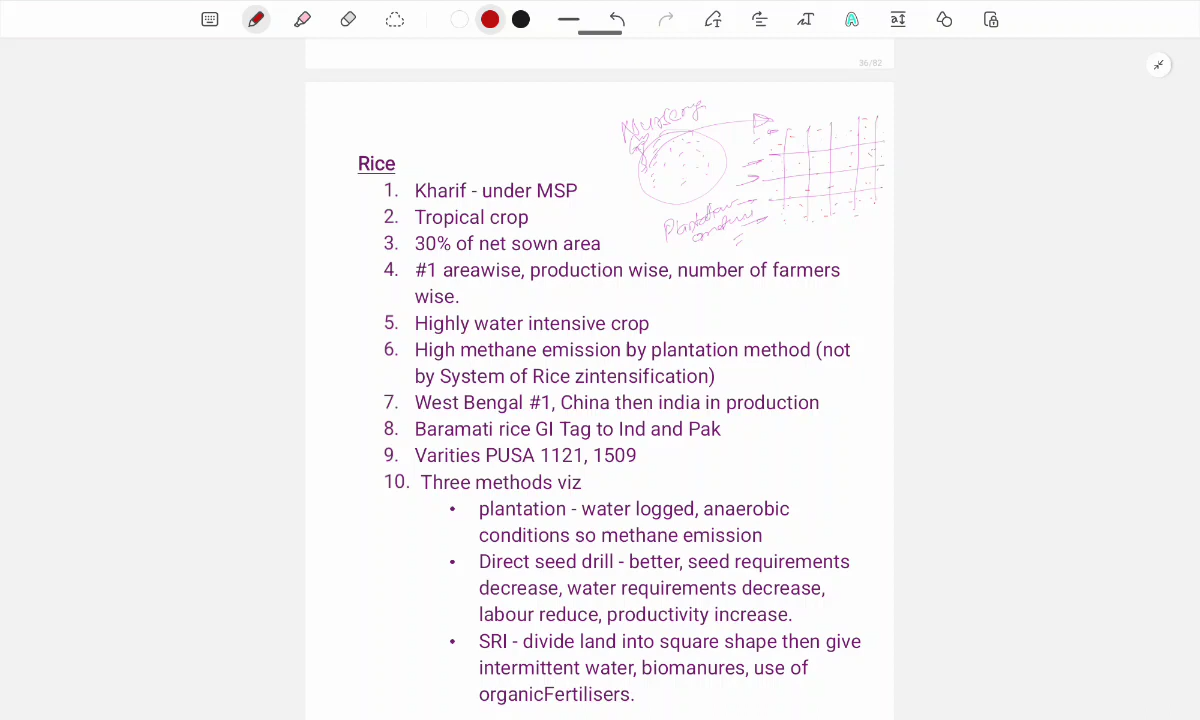 36/82
Nursery
Plantation
Rice
1. Kharif - under MSP
2. Tropical crop
3. 30% of net sown area
4. #1 areawise, production wise, number of farmers
wise.
5. Highly water intensive crop
6. High methane emission by plantation method (not
by System of Rice zintensification)
7. West Bengal #1, China then india in production
8. Baramati rice GI Tag to Ind and Pak
9. Varities PUSA 1121, 1509
10. Three methods viz
• plantation - water logged, anaerobic
conditions so methane emission
• Direct seed drill - better, seed requirements
decrease, water requirements decrease,
labour reduce, productivity increase.
• SRI - divide land into square shape then give
intermittent water, biomanures, use of
organicFertilisers.